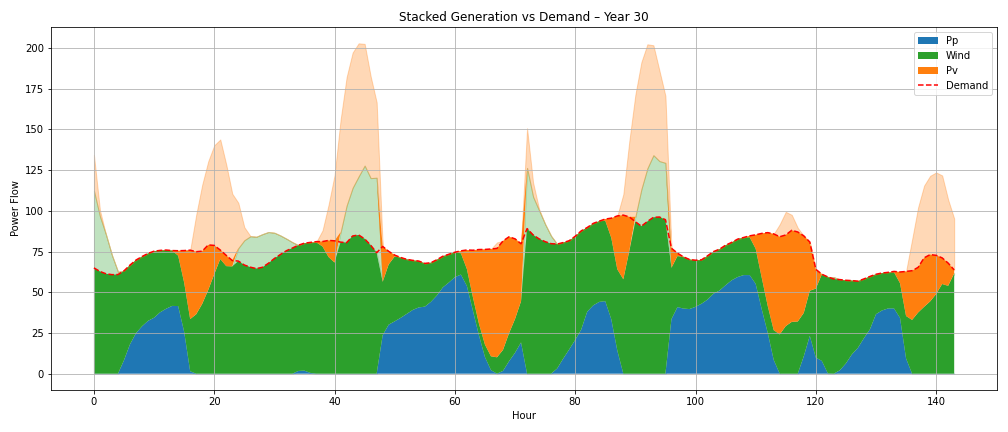 Stacked Generation vs Demand – Year 30
Power Flow
200
175
150
125
100
75
50
25
0
0 20 40 60 80 100 120 140
Hour
Pp
Wind
Pv
Demand